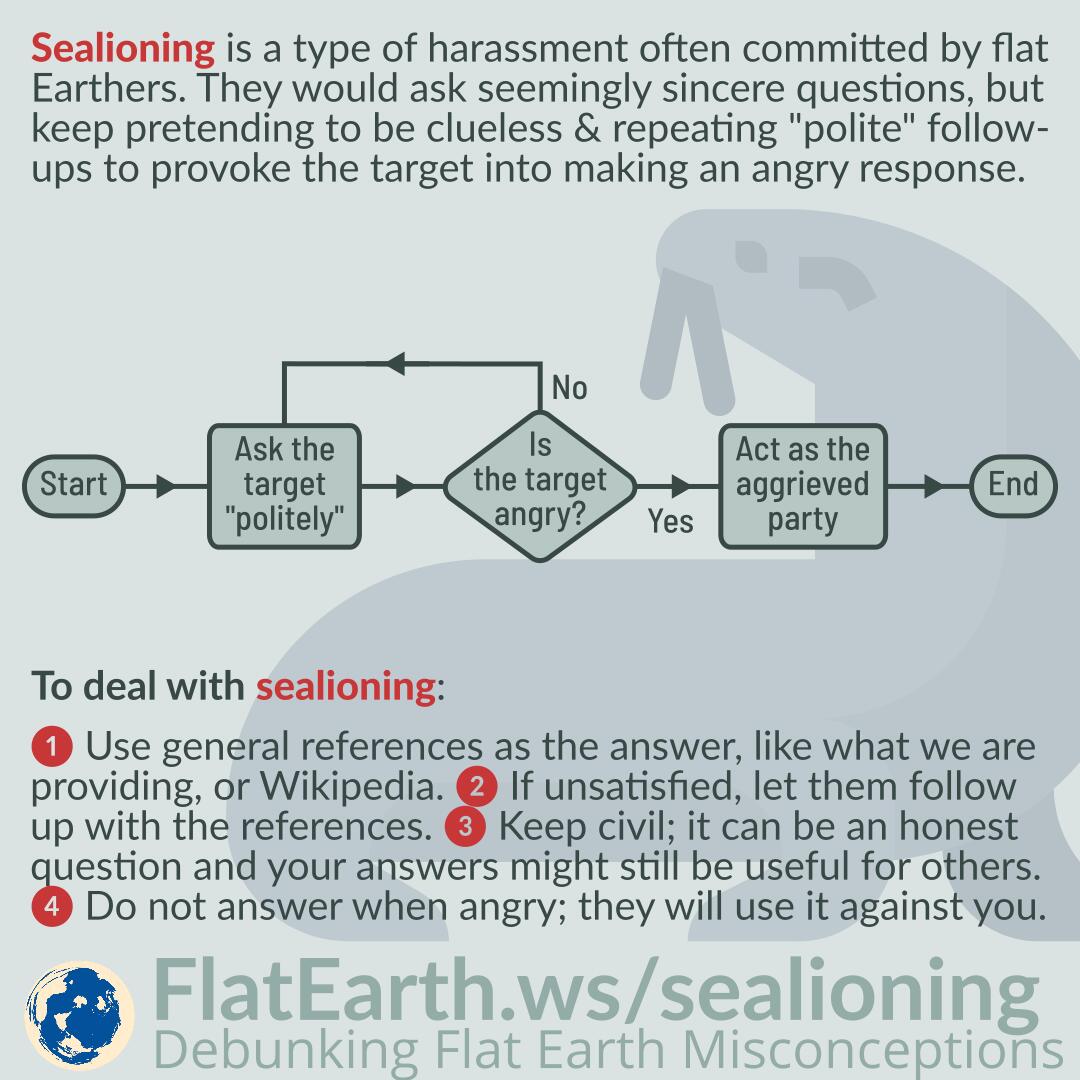 Sealioning is a type of harassment often committed by flat
Earthers. They would ask seemingly sincere questions, but
keep pretending to be clueless & repeating "polite" follow-
ups to provoke the target into making an angry response.
No
Start
Ask the
target
"politely"
Is
the target
angry?
Yes
Act as the
aggrieved
party
End
To deal with sealioning:
1 Use general references as the answer, like what we are
providing, or Wikipedia. 2 If unsatisfied, let them follow
up with the references. 3 Keep civil; it can be an honest
question and your answers might still be useful for others.
4 Do not answer when angry; they will use it against you.
FlatEarth.ws/sealioning
Debunking Flat Earth Misconceptions